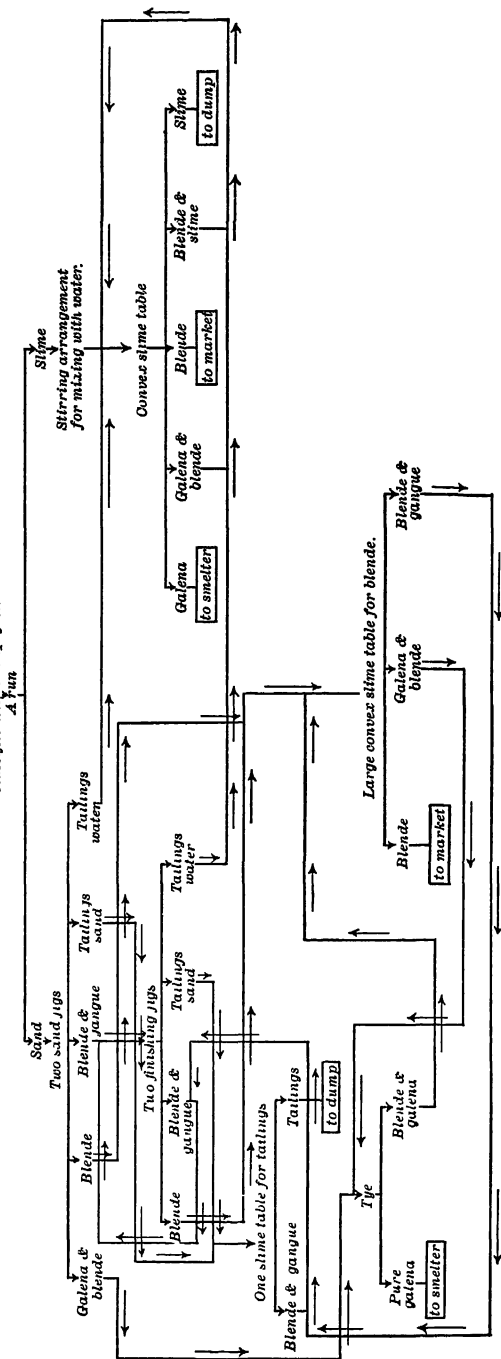 A run
Sand
Slime
Two sand jigs
Stirring arrangement
for mixing with water.
Galena &
blende
Blende
Blende &
gangue
Tailings
sand
Tailings
water
Convex slime table
Two finishing jigs
Galena
Galena &
blende
Blende
Blende &
slime
Slime
to smelter
to market
to dump
Blende
Blende &
gangue
Tailings
sand
Tailings
water
One slime table for tailings
Large convex slime table for blende.
Blende & gangue
Tailings
to dump
Blende
Galena &
blende
Blende &
gangue
to market
Tye
Pure
galena
Blende &
galena
to smelter